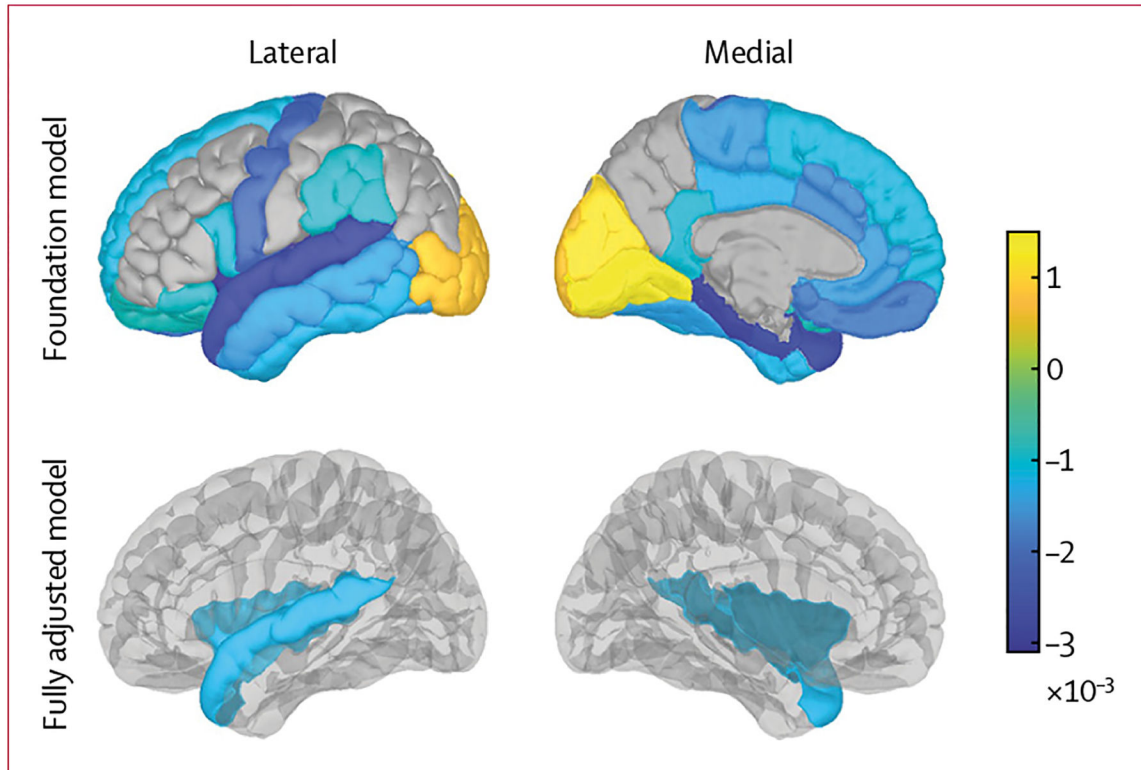 Lateral
Medial
Foundation model
Fully adjusted model
1
0
–1
–2
–3
×10⁻³